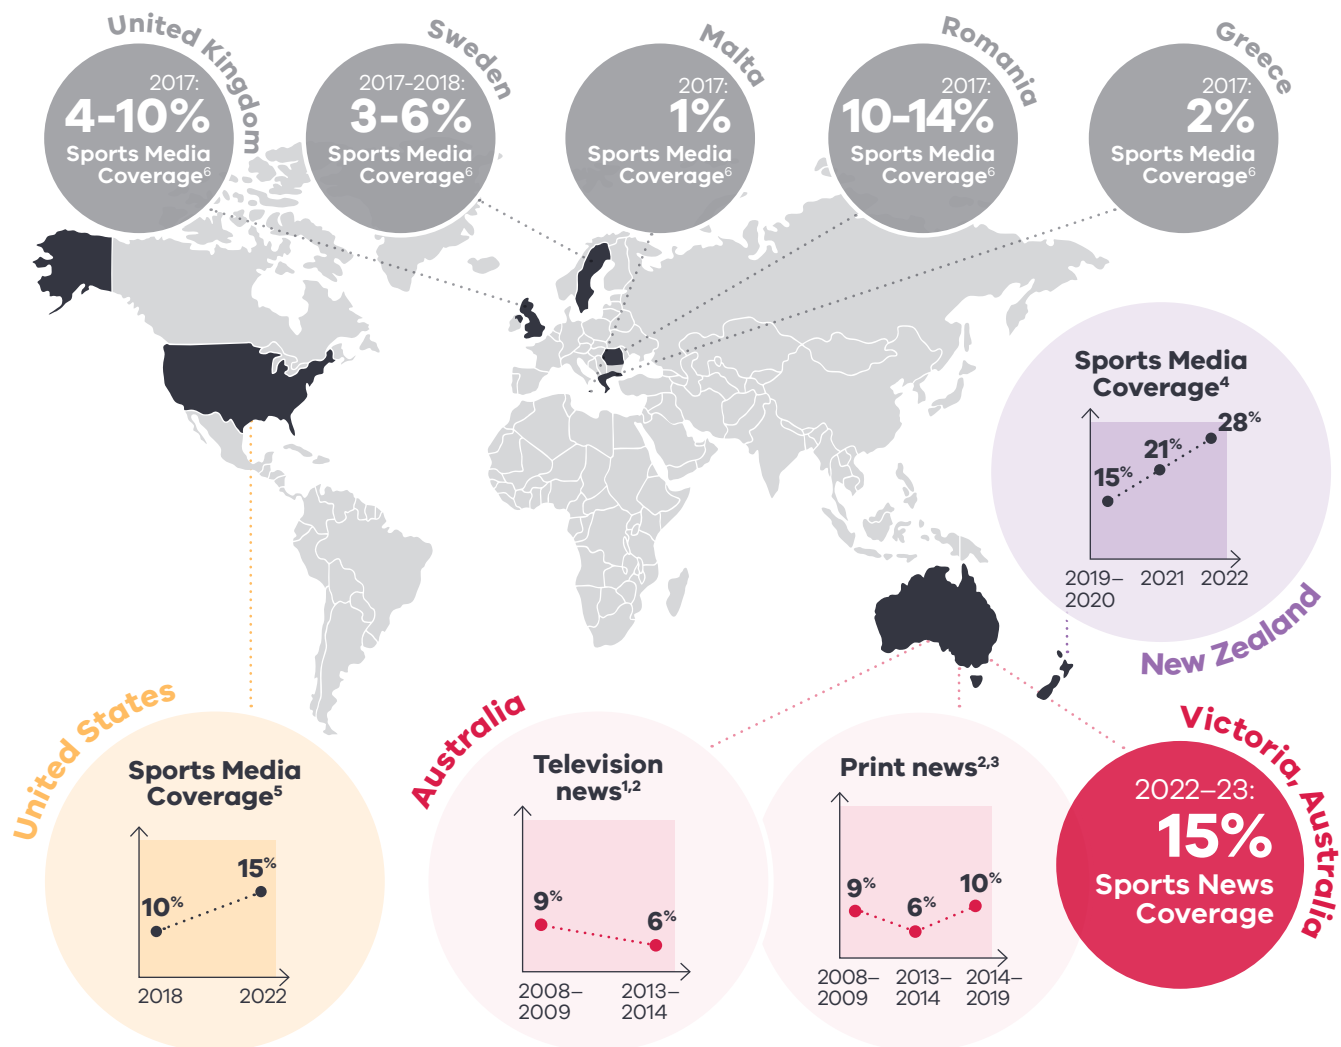 United Kingdom
2017:
4-10%
Sports Media
Coverage6
Sweden
2017-2018:
3-6%
Sports Media
Coverage6
Malta
2017:
1%
Sports Media
Coverage6
Romania
2017:
10-14%
Sports Media
Coverage6
Greece
2017:
2%
Sports Media
Coverage6
Sports Media
Coverage4
28%
21%
15%
2019–
2020
2021
2022
New Zealand
United States
Sports Media
Coverage5
15%
10%
2018
2022
Australia
Television
news1,2
9%
6%
2008–
2009
2013–
2014
Print news2,3
9%
6%
10%
2008–
2009
2013–
2014
2014–
2019
Victoria, Australia
2022–23:
15%
Sports News
Coverage